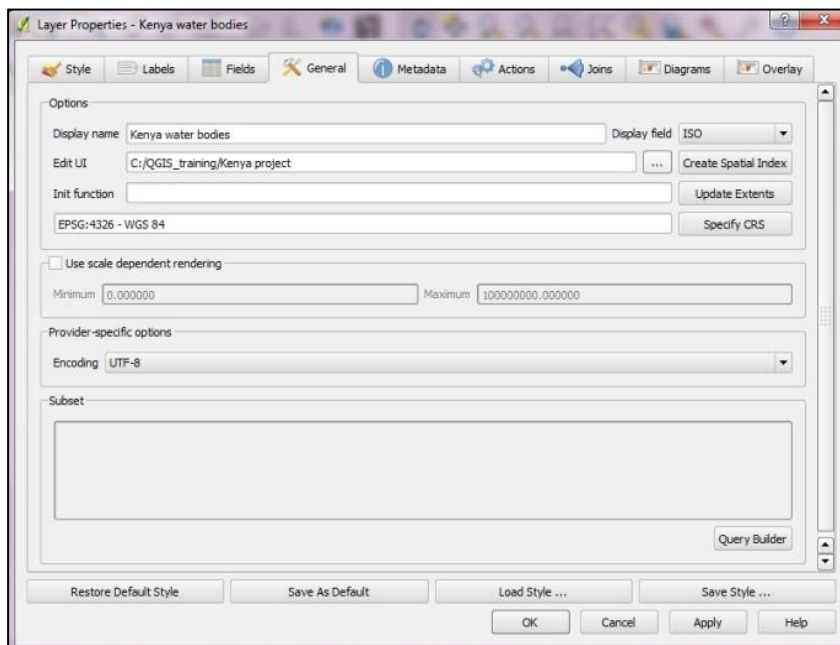 Layer Properties - Kenya water bodies
Style Labels Fields General Metadata Actions Joins Diagrams Overlay
Options
Display name Kenya water bodies Display field ISO
Edit UI C:/QGIS_training/Kenya project ... Create Spatial Index
Init function Update Extents
EPSG:4326 - WGS 84 Specify CRS
Use scale dependent rendering
Minimum 0.000000 Maximum 100000000.000000
Provider-specific options
Encoding UTF-8
Subset
Query Builder
Restore Default Style Save As Default Load Style ... Save Style ...
OK Cancel Apply Help